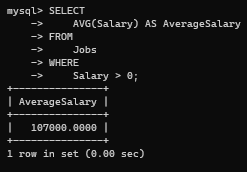 mysql> SELECT
    ->     AVG(Salary) AS AverageSalary
    -> FROM
    ->     Jobs
    -> WHERE
    ->     Salary > 0;
+---------------+
| AverageSalary |
+---------------+
|   107000.0000 |
+---------------+
1 row in set (0.00 sec)